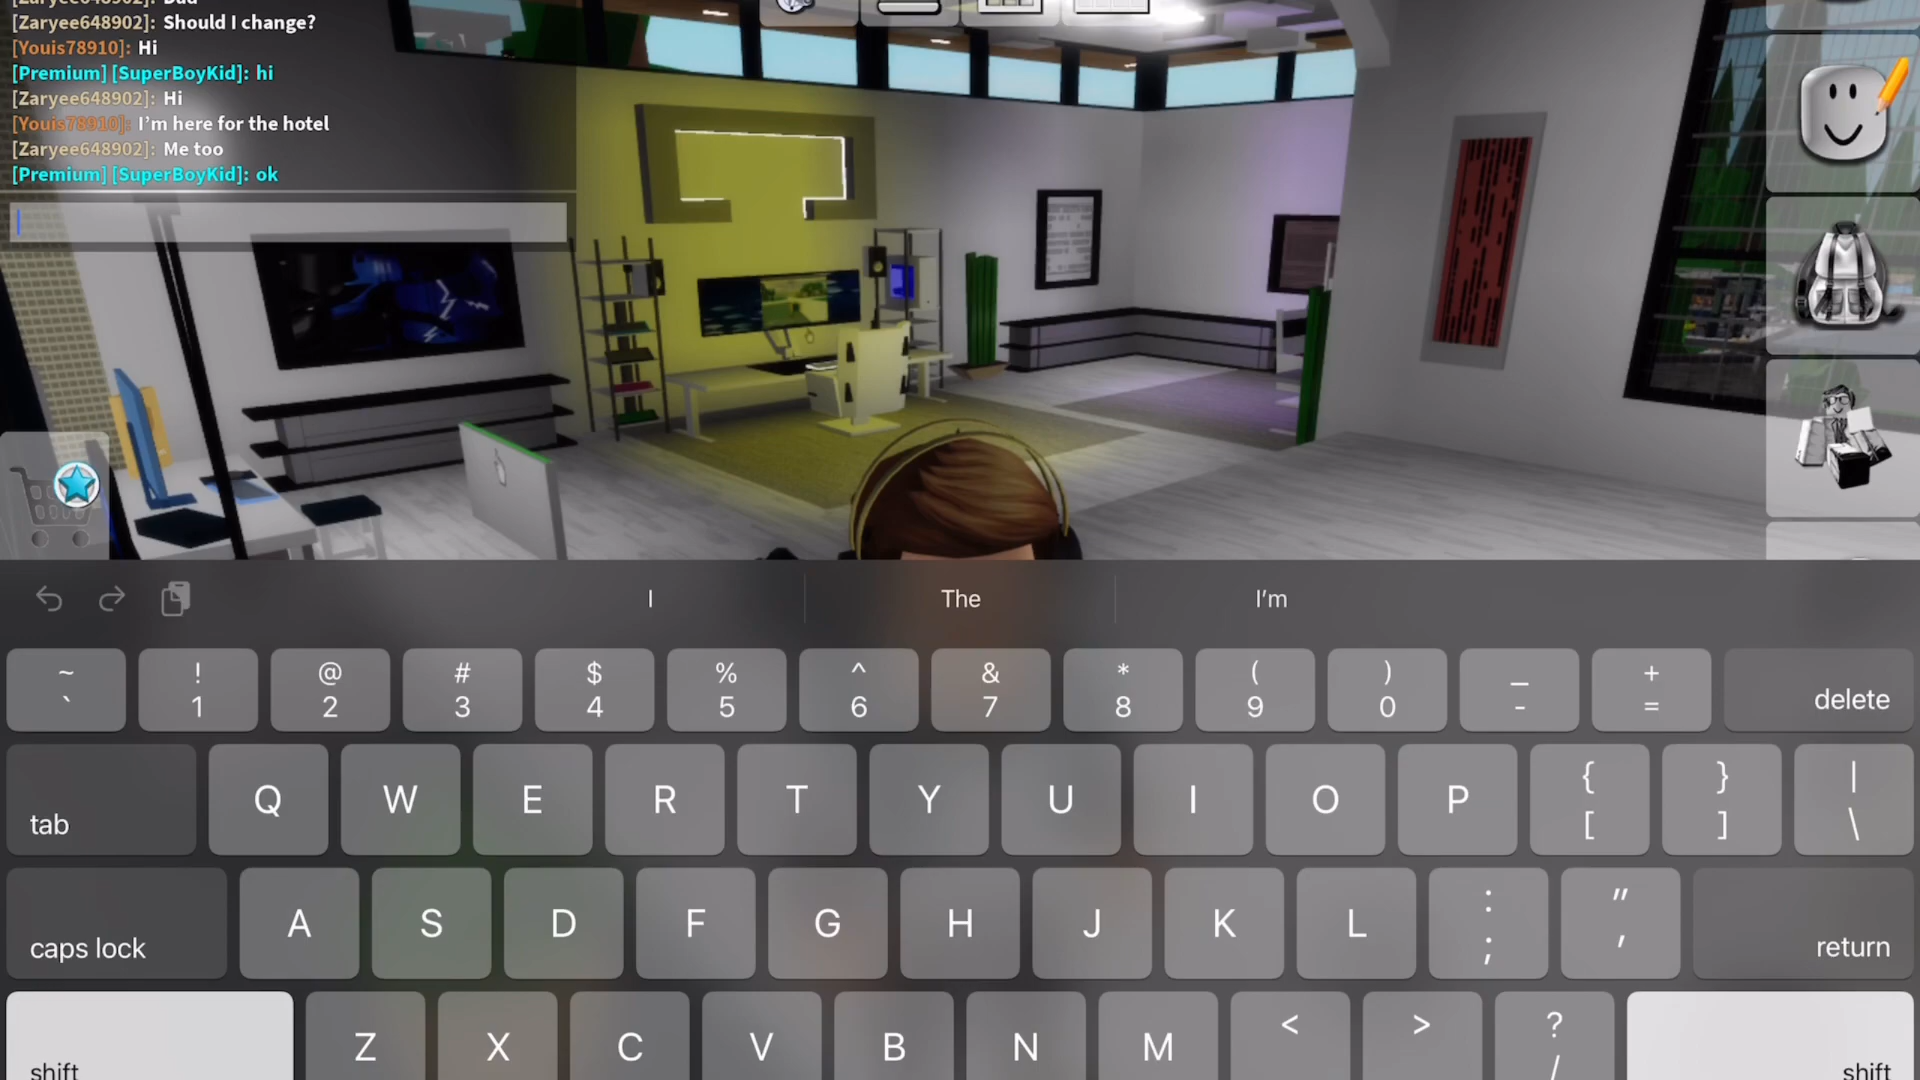 [Zaryee648902]: Dad
[Zaryee648902]: Should I change?
[Youis78910]: Hi
[Premium] [SuperBoyKid]: hi
[Zaryee648902]: Hi
[Youis78910]: I'm here for the hotel
[Zaryee648902]: Me too
[Premium] [SuperBoyKid]: ok
I The I'm
~ ! @ # $ % ^ & * ( ) _ +
` 1 2 3 4 5 6 7 8 9 0 - = delete
tab Q W E R T Y U I O P { [ } ] | \
caps lock A S D F G H J K L : ; " ' return
shift Z X C V B N M < > ? / shift